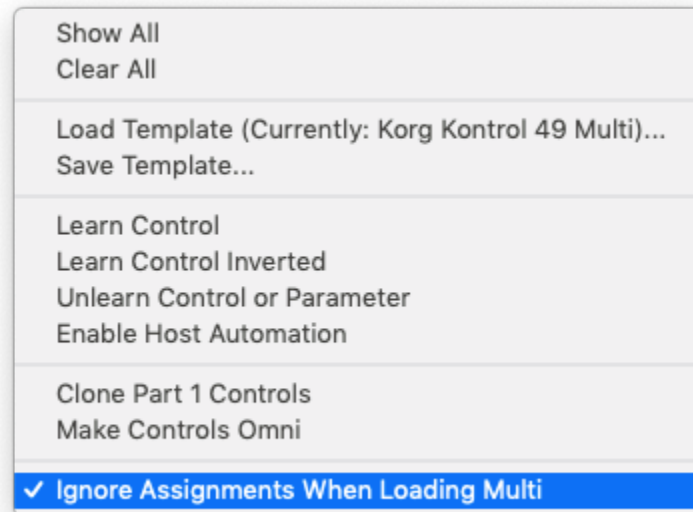 Show All
Clear All
Load Template (Currently: Korg Kontrol 49 Multi)...
Save Template...
Learn Control
Learn Control Inverted
Unlearn Control or Parameter
Enable Host Automation
Clone Part 1 Controls
Make Controls Omni
✓ Ignore Assignments When Loading Multi